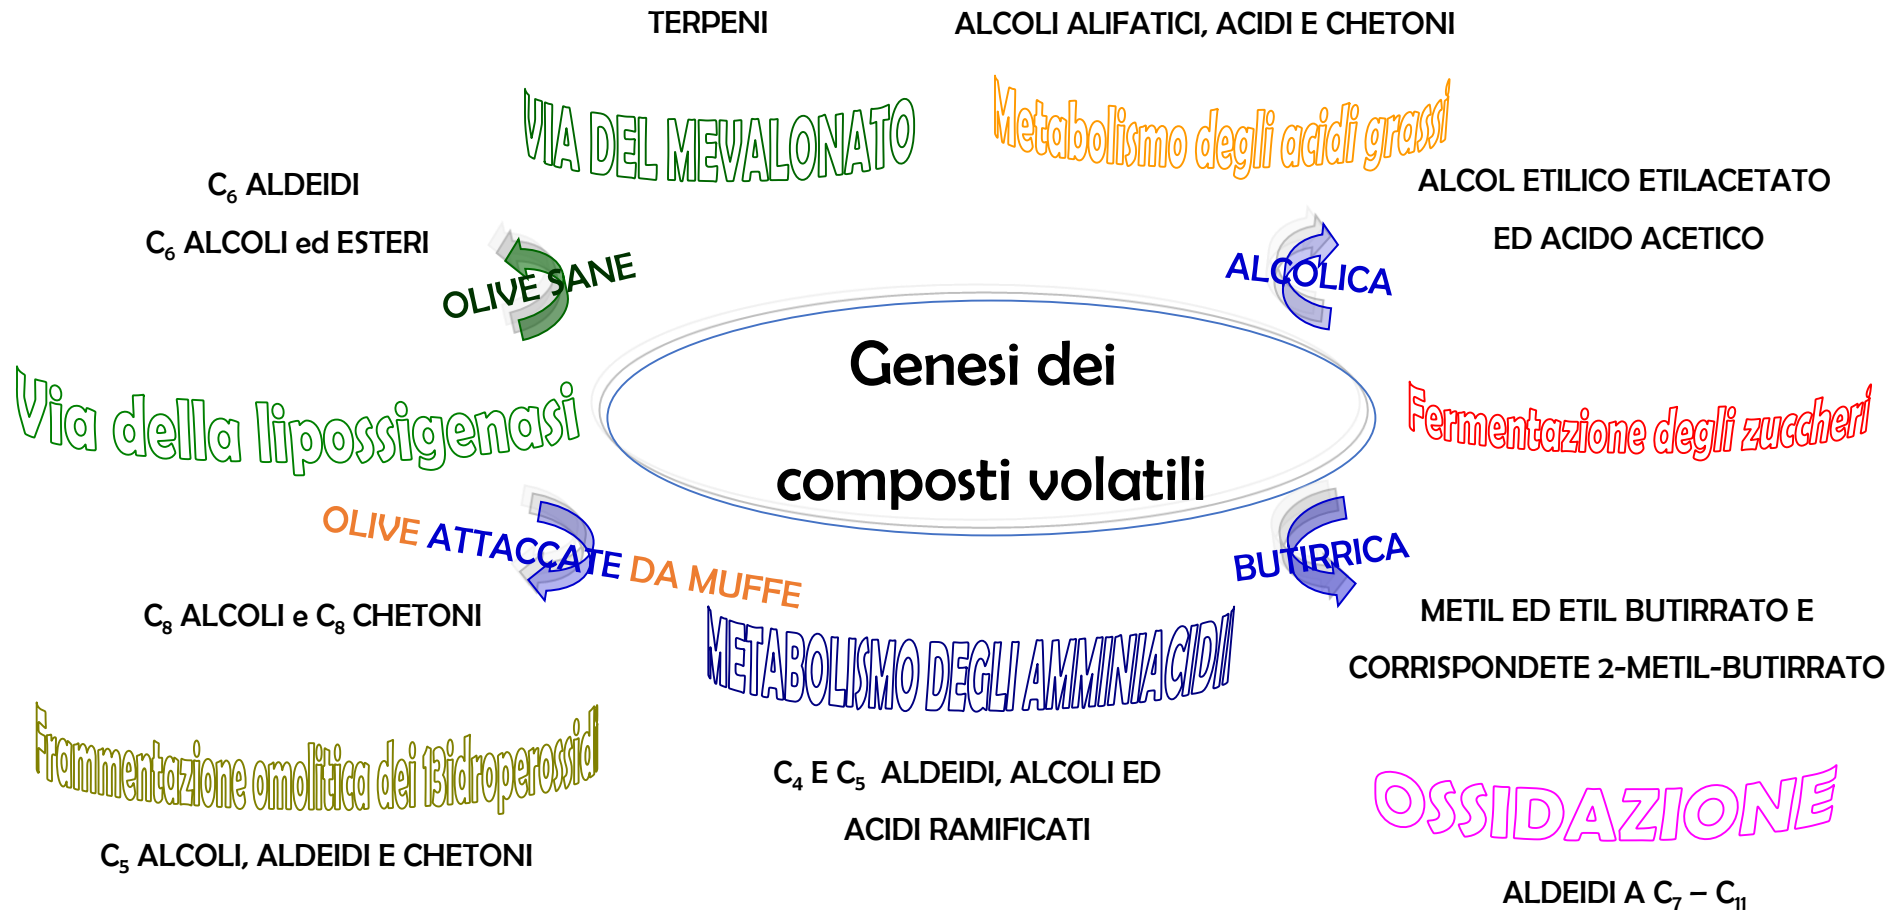 TERPENI
ALCOLI ALIFATICI, ACIDI E CHETONI
VIA DEL MEVALONATO
Metabolismo degli acidi grassi
C₆ ALDEIDI
C₆ ALCOLI ed ESTERI
OLIVE SANE
ALCOL ETILICO ETILACETATO
ED ACIDO ACETICO
ALCOLICA
Genesi dei
composti volatili
Via della lipossigenasi
Fermentazione degli zuccheri
OLIVE ATTACCATE DA MUFFE
BUTIRRICA
C₈ ALCOLI e C₈ CHETONI
METIL ED ETIL BUTIRRATO E
CORRISPONDETE 2-METIL-BUTIRRATO
METABOLISMO DEGLI AMMINIACIDII
C₄ E C₅ ALDEIDI, ALCOLI ED
ACIDI RAMIFICATI
Frammentazione omolitica dei 13idroperossidi
C₅ ALCOLI, ALDEIDI E CHETONI
OSSIDAZIONE
ALDEIDI A C₇ – C₁₁